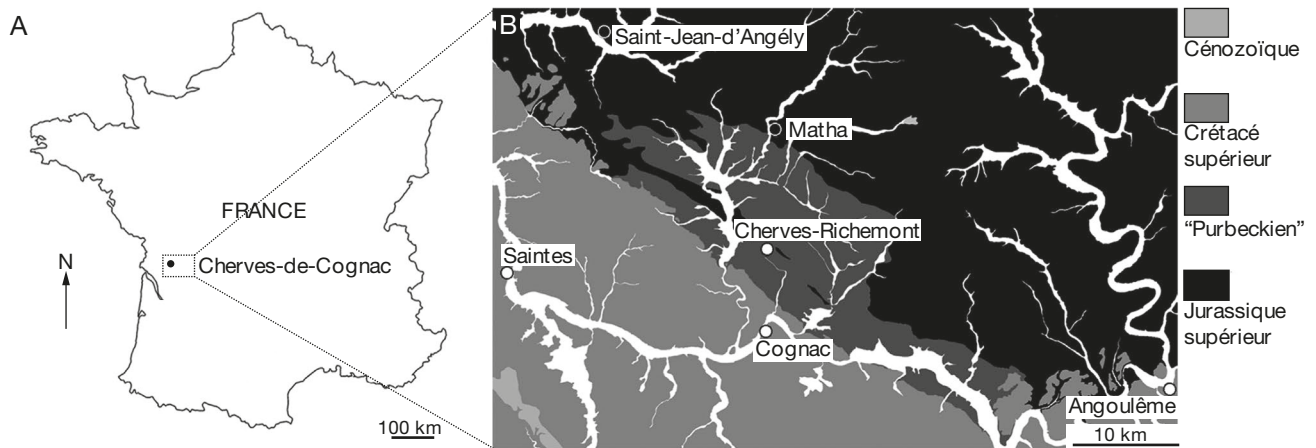 A
FRANCE
N
Cherves-de-Cognac
100 km
B
Saint-Jean-d'Angély
Matha
Cherves-Richemont
Saintes
Cognac
Angoulême
10 km
Cénozoïque
Crétacé
supérieur
“Purbeckien”
Jurassique
supérieur